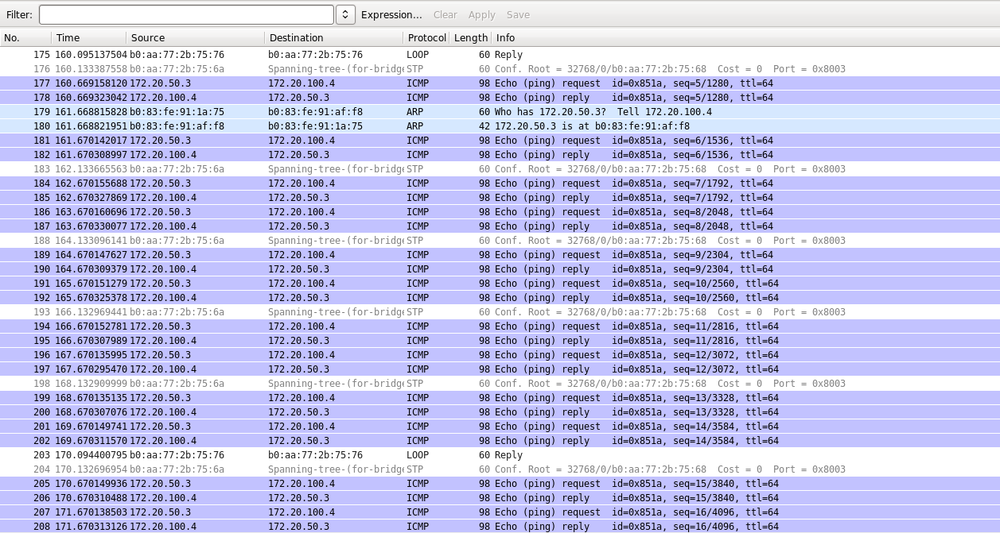 Filter: Expression... Clear Apply Save
No. Time Source Destination Protocol Length Info
175 160.095137504 b0:aa:77:2b:75:76 b0:aa:77:2b:75:76 LOOP 60 Reply
176 160.133387558 b0:aa:77:2b:75:6a Spanning-tree-(for-bridge STP 60 Conf. Root = 32768/0/b0:aa:77:2b:75:68 Cost = 0 Port = 0x8003
177 160.669158120 172.20.50.3 172.20.100.4 ICMP 98 Echo (ping) request id=0x851a, seq=5/1280, ttl=64
178 160.669323042 172.20.100.4 172.20.50.3 ICMP 98 Echo (ping) reply id=0x851a, seq=5/1280, ttl=64
179 161.668815828 b0:83:fe:91:1a:75 b0:83:fe:91:af:f8 ARP 60 Who has 172.20.50.3? Tell 172.20.100.4
180 161.668821951 b0:83:fe:91:af:f8 b0:83:fe:91:1a:75 ARP 42 172.20.50.3 is at b0:83:fe:91:af:f8
181 161.670142017 172.20.50.3 172.20.100.4 ICMP 98 Echo (ping) request id=0x851a, seq=6/1536, ttl=64
182 161.670308997 172.20.100.4 172.20.50.3 ICMP 98 Echo (ping) reply id=0x851a, seq=6/1536, ttl=64
183 162.133665563 b0:aa:77:2b:75:6a Spanning-tree-(for-bridge STP 60 Conf. Root = 32768/0/b0:aa:77:2b:75:68 Cost = 0 Port = 0x8003
184 162.670155688 172.20.50.3 172.20.100.4 ICMP 98 Echo (ping) request id=0x851a, seq=7/1792, ttl=64
185 162.670327869 172.20.100.4 172.20.50.3 ICMP 98 Echo (ping) reply id=0x851a, seq=7/1792, ttl=64
186 163.670160696 172.20.50.3 172.20.100.4 ICMP 98 Echo (ping) request id=0x851a, seq=8/2048, ttl=64
187 163.670330077 172.20.100.4 172.20.50.3 ICMP 98 Echo (ping) reply id=0x851a, seq=8/2048, ttl=64
188 164.133096141 b0:aa:77:2b:75:6a Spanning-tree-(for-bridge STP 60 Conf. Root = 32768/0/b0:aa:77:2b:75:68 Cost = 0 Port = 0x8003
189 164.670147627 172.20.50.3 172.20.100.4 ICMP 98 Echo (ping) request id=0x851a, seq=9/2304, ttl=64
190 164.670309379 172.20.100.4 172.20.50.3 ICMP 98 Echo (ping) reply id=0x851a, seq=9/2304, ttl=64
191 165.670151279 172.20.50.3 172.20.100.4 ICMP 98 Echo (ping) request id=0x851a, seq=10/2560, ttl=64
192 165.670325378 172.20.100.4 172.20.50.3 ICMP 98 Echo (ping) reply id=0x851a, seq=10/2560, ttl=64
193 166.132969441 b0:aa:77:2b:75:6a Spanning-tree-(for-bridge STP 60 Conf. Root = 32768/0/b0:aa:77:2b:75:68 Cost = 0 Port = 0x8003
194 166.670152781 172.20.50.3 172.20.100.4 ICMP 98 Echo (ping) request id=0x851a, seq=11/2816, ttl=64
195 166.670307989 172.20.100.4 172.20.50.3 ICMP 98 Echo (ping) reply id=0x851a, seq=11/2816, ttl=64
196 167.670135995 172.20.50.3 172.20.100.4 ICMP 98 Echo (ping) request id=0x851a, seq=12/3072, ttl=64
197 167.670295470 172.20.100.4 172.20.50.3 ICMP 98 Echo (ping) reply id=0x851a, seq=12/3072, ttl=64
198 168.132909999 b0:aa:77:2b:75:6a Spanning-tree-(for-bridge STP 60 Conf. Root = 32768/0/b0:aa:77:2b:75:68 Cost = 0 Port = 0x8003
199 168.670135135 172.20.50.3 172.20.100.4 ICMP 98 Echo (ping) request id=0x851a, seq=13/3328, ttl=64
200 168.670307076 172.20.100.4 172.20.50.3 ICMP 98 Echo (ping) reply id=0x851a, seq=13/3328, ttl=64
201 169.670149741 172.20.50.3 172.20.100.4 ICMP 98 Echo (ping) request id=0x851a, seq=14/3584, ttl=64
202 169.670311570 172.20.100.4 172.20.50.3 ICMP 98 Echo (ping) reply id=0x851a, seq=14/3584, ttl=64
203 170.094400795 b0:aa:77:2b:75:76 b0:aa:77:2b:75:76 LOOP 60 Reply
204 170.132696954 b0:aa:77:2b:75:6a Spanning-tree-(for-bridge STP 60 Conf. Root = 32768/0/b0:aa:77:2b:75:68 Cost = 0 Port = 0x8003
205 170.670149936 172.20.50.3 172.20.100.4 ICMP 98 Echo (ping) request id=0x851a, seq=15/3840, ttl=64
206 170.670310488 172.20.100.4 172.20.50.3 ICMP 98 Echo (ping) reply id=0x851a, seq=15/3840, ttl=64
207 171.670138503 172.20.50.3 172.20.100.4 ICMP 98 Echo (ping) request id=0x851a, seq=16/4096, ttl=64
208 171.670313126 172.20.100.4 172.20.50.3 ICMP 98 Echo (ping) reply id=0x851a, seq=16/4096, ttl=64